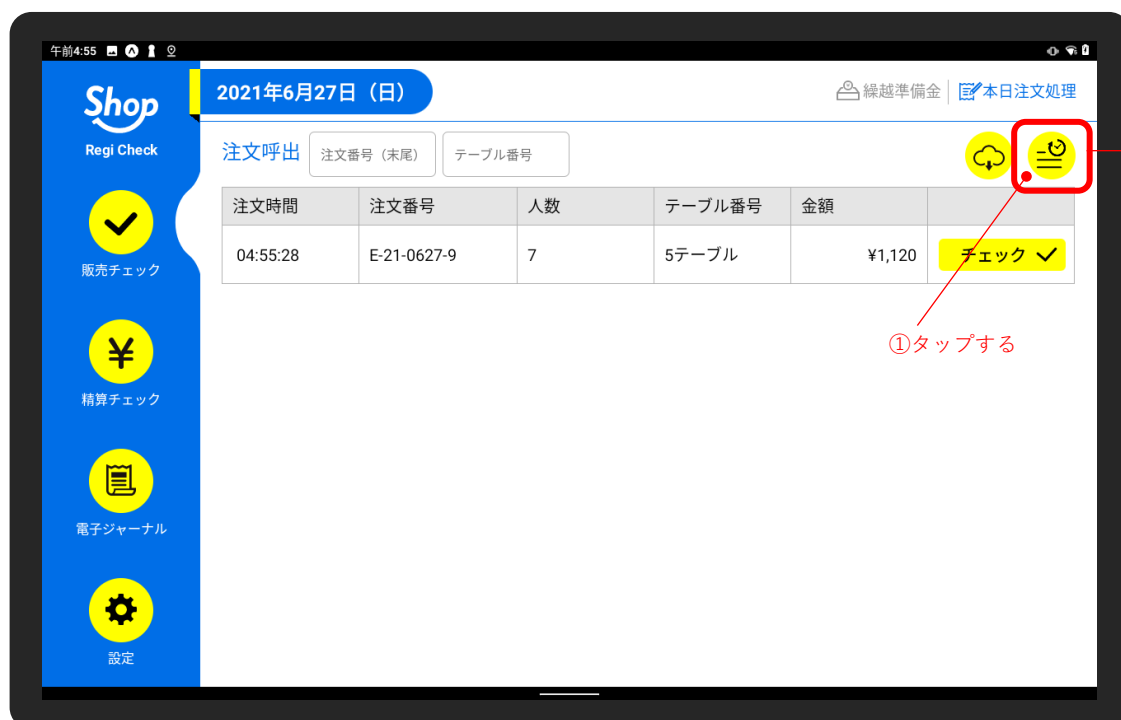 午前4:55
Shop
Regi Check
2021年6月27日（日）
繰越準備金
本日注文処理
注文呼出
注文番号（末尾）
テーブル番号
注文時間 注文番号 人数 テーブル番号 金額
04:55:28 E-21-0627-9 7 5テーブル ¥1,120 チェック
①タップする
販売チェック
¥
精算チェック
電子ジャーナル
設定